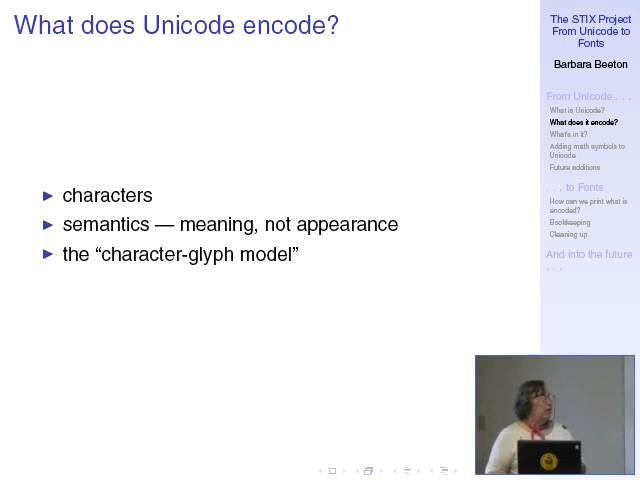 What does Unicode encode?
characters
semantics — meaning, not appearance
the “character-glyph model”
The STIX Project
From Unicode to
Fonts
Barbara Beeton
From Unicode . . .
What is Unicode?
What does it encode?
What's in it?
Adding math symbols to
Unicode
Future additions
. . . to Fonts
How can we print what is
encoded?
Bookkeeping
Cleaning up
And into the future
. . .